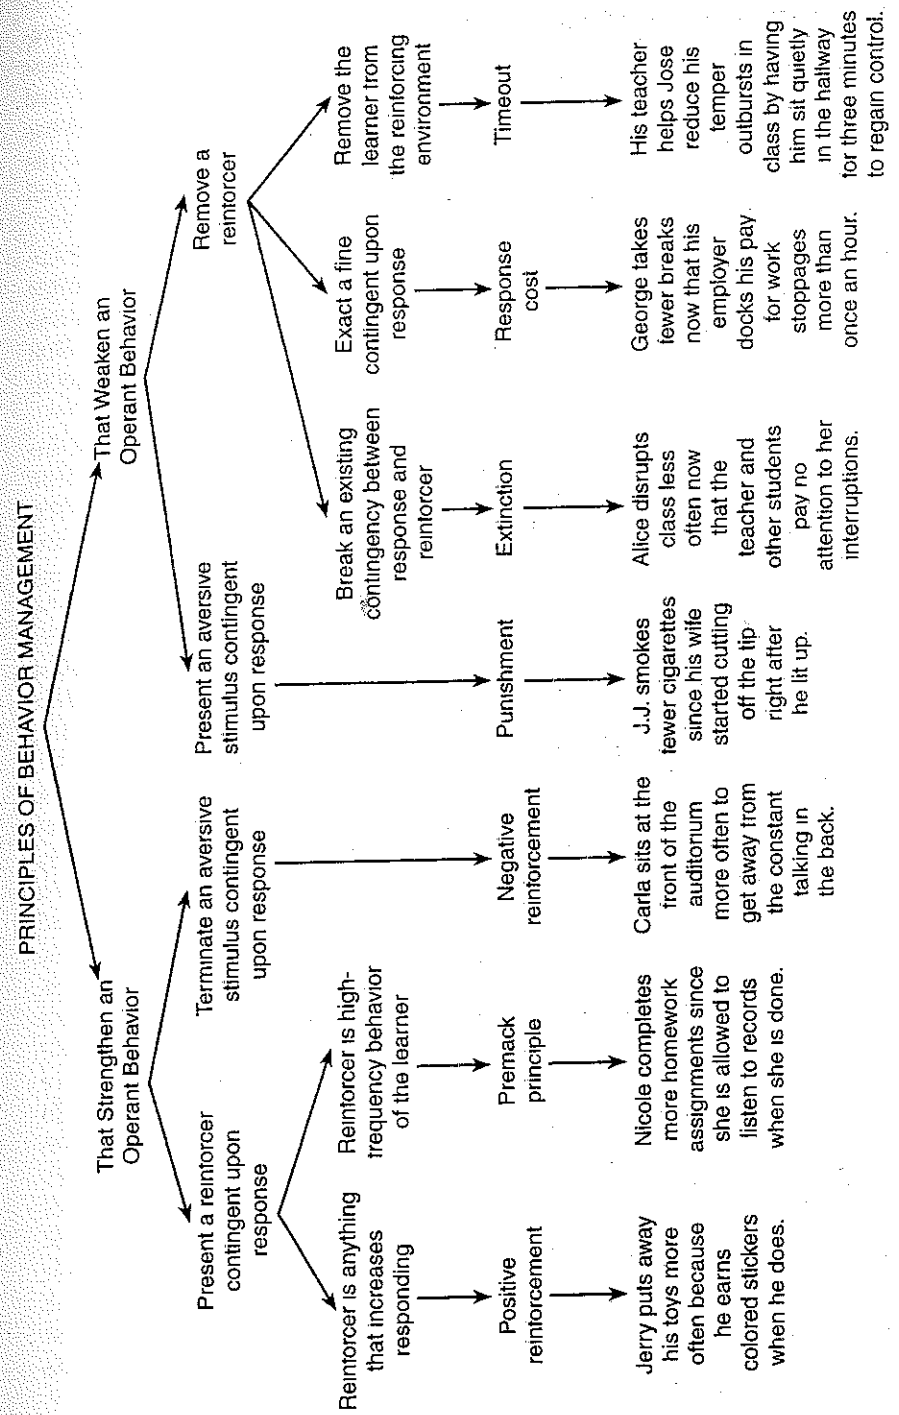 PRINCIPLES OF BEHAVIOR MANAGEMENT
That Strengthen an
Operant Behavior
That Weaken an
Operant Behavior
Present a reinforcer
contingent upon
response
Terminate an aversive
stimulus contingent
upon response
Present an aversive
stimulus contingent
upon response
Remove a
reinforcer
Reinforcer is anything
that increases
responding
Reinforcer is high-
frequency behavior
of the learner
Break an existing
contingency between
response and
reinforcer
Exact a fine
contingent upon
response
Remove the
learner from
the reinforcing
environment
Positive
reinforcement
Premack
principle
Negative
reinforcement
Punishment
Extinction
Response
cost
Timeout
Jerry puts away
his toys more
often because
he earns
colored stickers
when he does.
Nicole completes
more homework
assignments since
she is allowed to
listen to records
when she is done.
Carla sits at the
front of the
auditorium
more often to
get away from
the constant
talking in
the back.
J.J. smokes
fewer cigarettes
since his wife
started cutting
off the tip
right after
he lit up.
Alice disrupts
class less
often now
that the
teacher and
other students
pay no
attention to her
interruptions.
George takes
fewer breaks
now that his
employer
docks his pay
for work
stoppages
more than
once an hour.
His teacher
helps Jose
reduce his
temper
outbursts in
class by having
him sit quietly
in the hallway
for three minutes
to regain control.